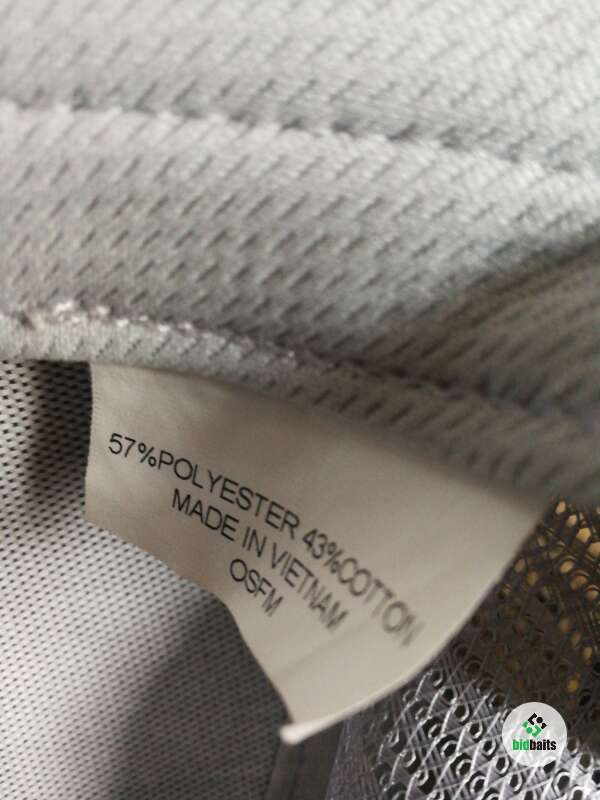 57%POLYESTER 43%COTTON
MADE IN VIETNAM
OSFM
bidbaits